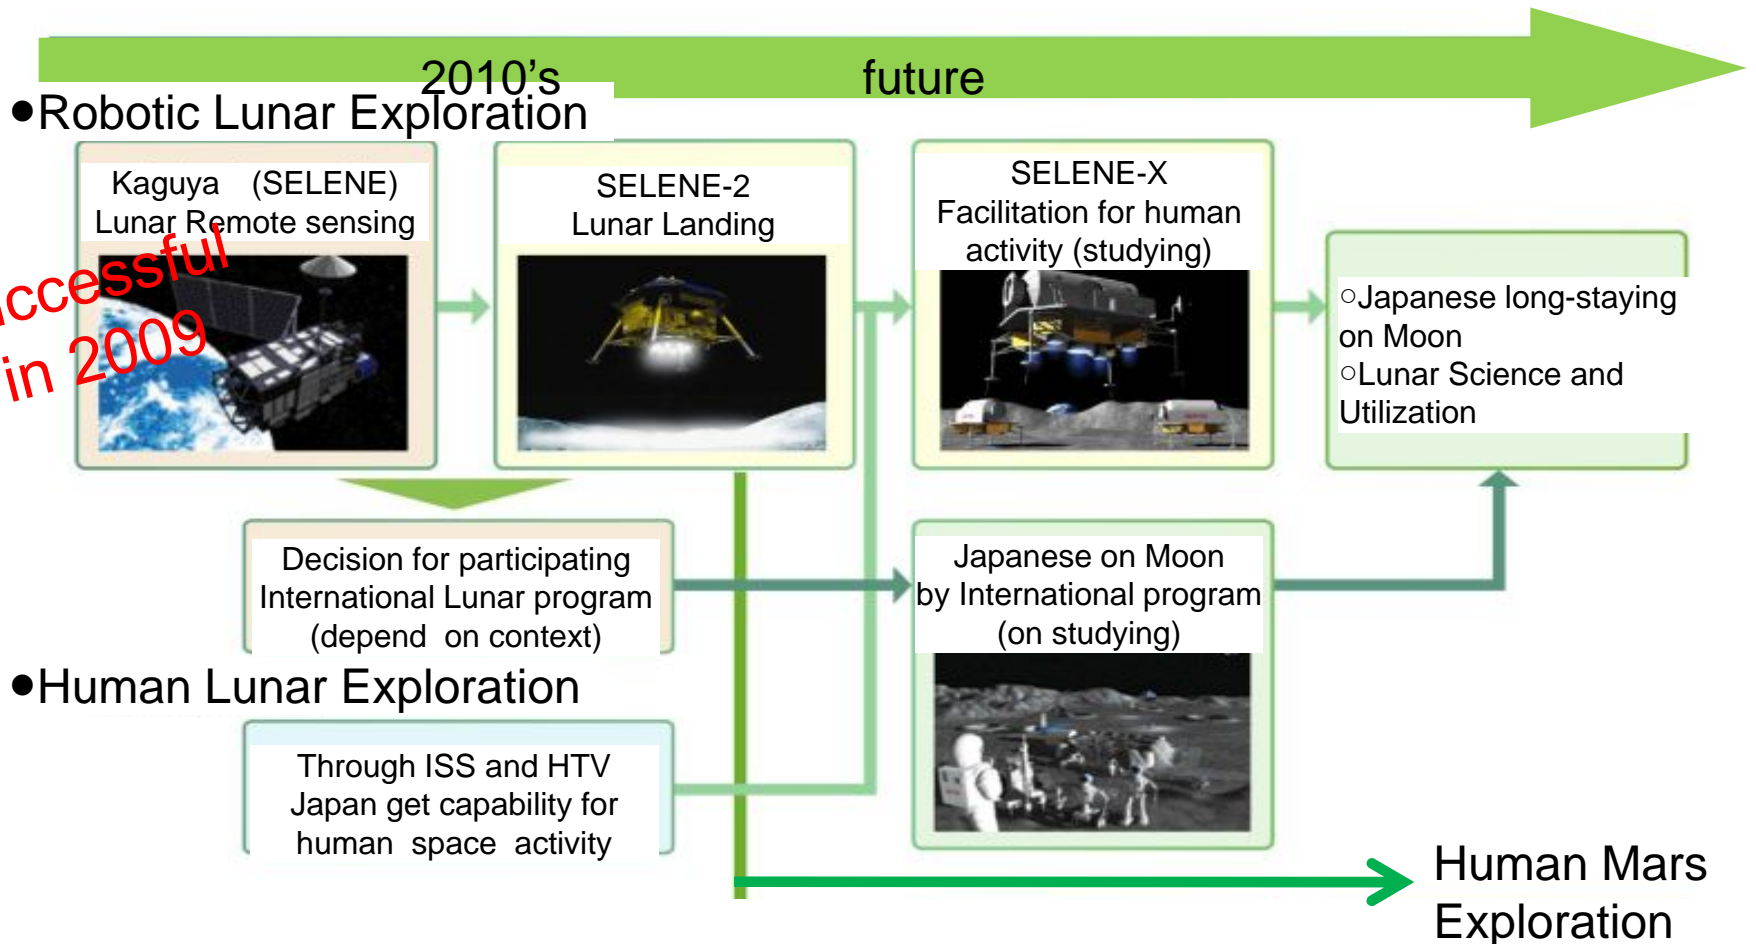 2010's
future
●Robotic Lunar Exploration
Kaguya (SELENE)
Lunar Remote sensing
in 2009
SELENE-2
Lunar Landing
SELENE-X
Facilitation for human
activity (studying)
○Japanese long-staying
on Moon
○Lunar Science and
Utilization
Decision for participating
International Lunar program
(depend on context)
Japanese on Moon
by International program
(on studying)
●Human Lunar Exploration
Through ISS and HTV
Japan get capability for
human space activity
Human Mars
Exploration